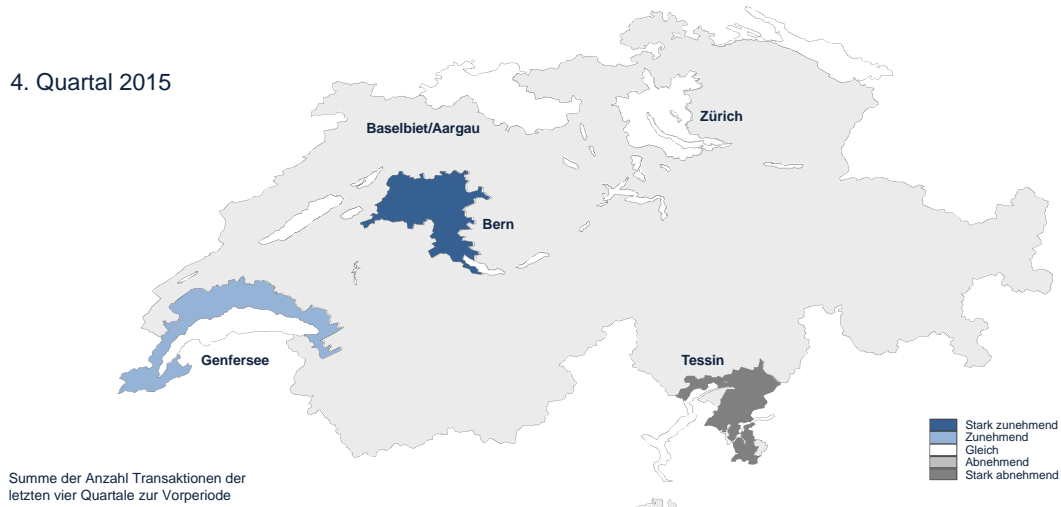 4. Quartal 2015
Zürich
Baselbiet/Aargau
Bern
Genfersee
Tessin
Stark zunehmend
Zunehmend
Gleich
Abnehmend
Stark abnehmend
Summe der Anzahl Transaktionen der
letzten vier Quartale zur Vorperiode